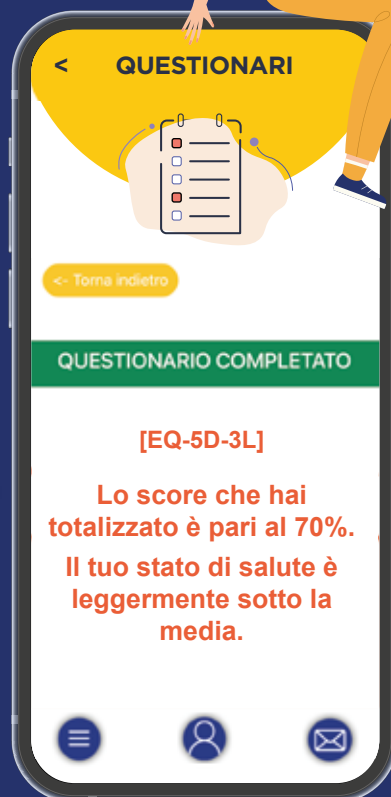 < QUESTIONARI
<- Torna indietro
QUESTIONARIO COMPLETATO
[EQ-5D-3L]
Lo score che hai
totalizzato è pari al 70%.
Il tuo stato di salute è
leggermente sotto la
media.